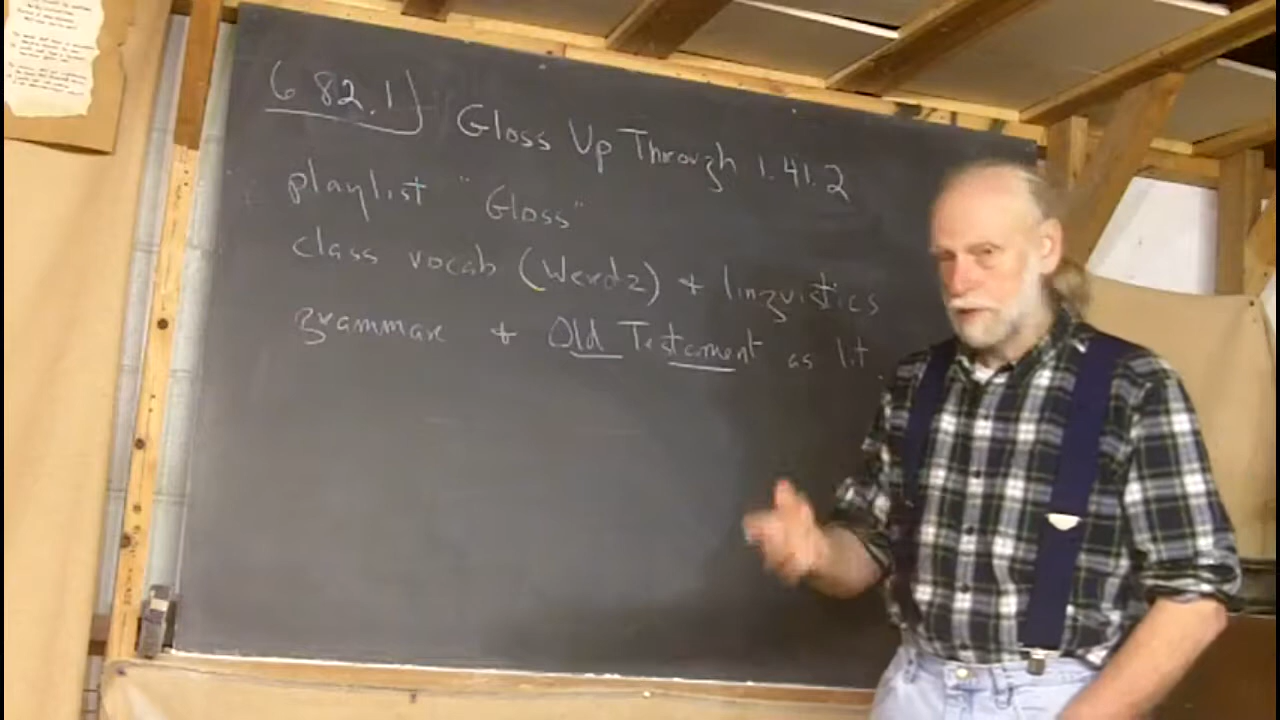 682.1) Gloss Up Through 1.41.2
playlist "Gloss"
class vocab (Wordz) + linguistics
grammar + Old Testament as lit